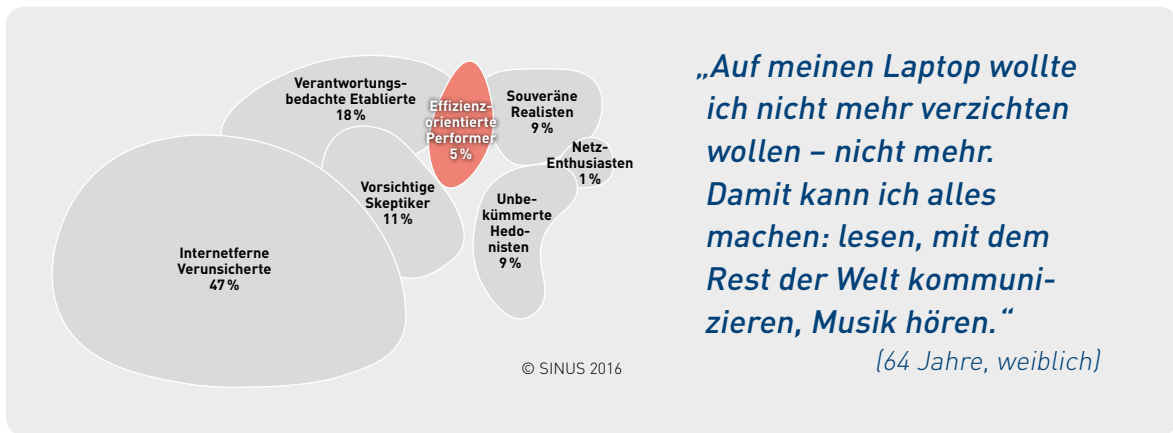 Verantwortungs-
bedachte Etablierte
18 %
Effizienz-
orientierte
Performer
5 %
Souveräne
Realisten
9 %
Netz-
Enthusiasten
1 %
Vorsichtige
Skeptiker
11 %
Unbe-
kümmerte
Hedo-
nisten
9 %
Internetferne
Verunsicherte
47 %
© SINUS 2016
„Auf meinen Laptop wollte
ich nicht mehr verzichten
wollen – nicht mehr.
Damit kann ich alles
machen: lesen, mit dem
Rest der Welt kommuni-
zieren, Musik hören.“
(64 Jahre, weiblich)